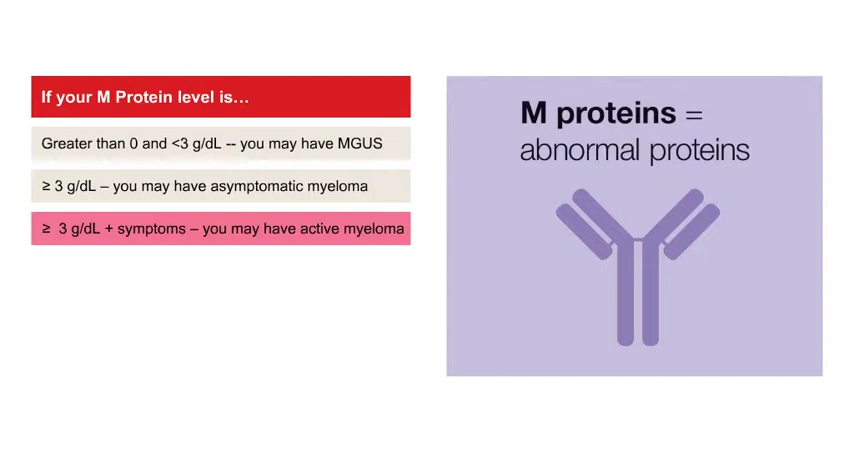 If your M Protein level is…
Greater than 0 and <3 g/dL -- you may have MGUS
≥ 3 g/dL – you may have asymptomatic myeloma
≥  3 g/dL + symptoms – you may have active myeloma
M proteins =
abnormal proteins